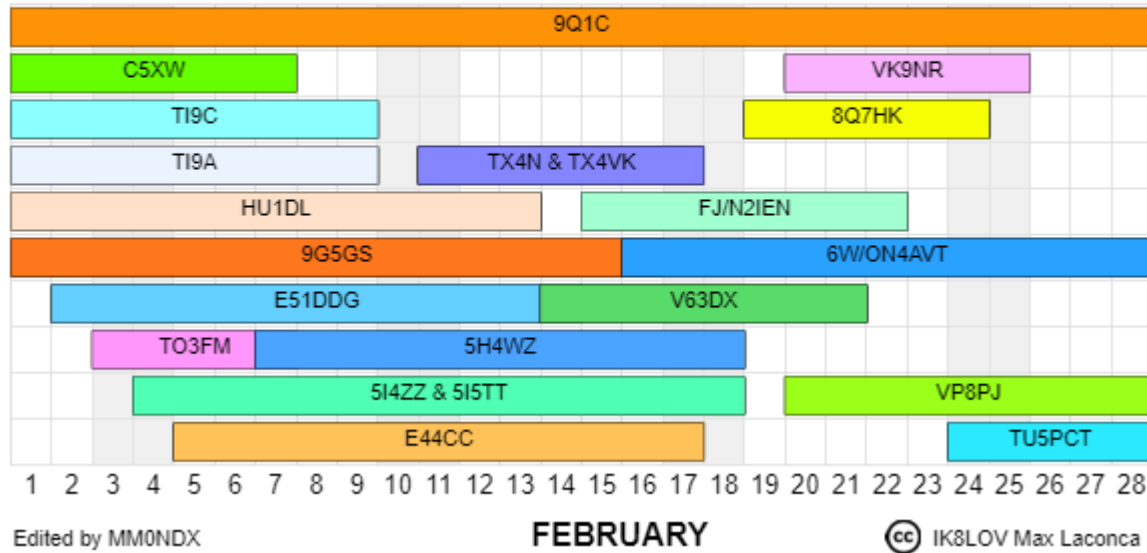 9Q1C
C5XW VK9NR
TI9C 8Q7HK
TI9A TX4N & TX4VK
HU1DL FJ/N2IEN
9G5GS 6W/ON4AVT
E51DDG V63DX
TO3FM 5H4WZ
5I4ZZ & 5I5TT VP8PJ
E44CC TU5PCT
1 2 3 4 5 6 7 8 9 10 11 12 13 14 15 16 17 18 19 20 21 22 23 24 25 26 27 28
Edited by MM0NDX FEBRUARY cc IK8LOV Max Laconca